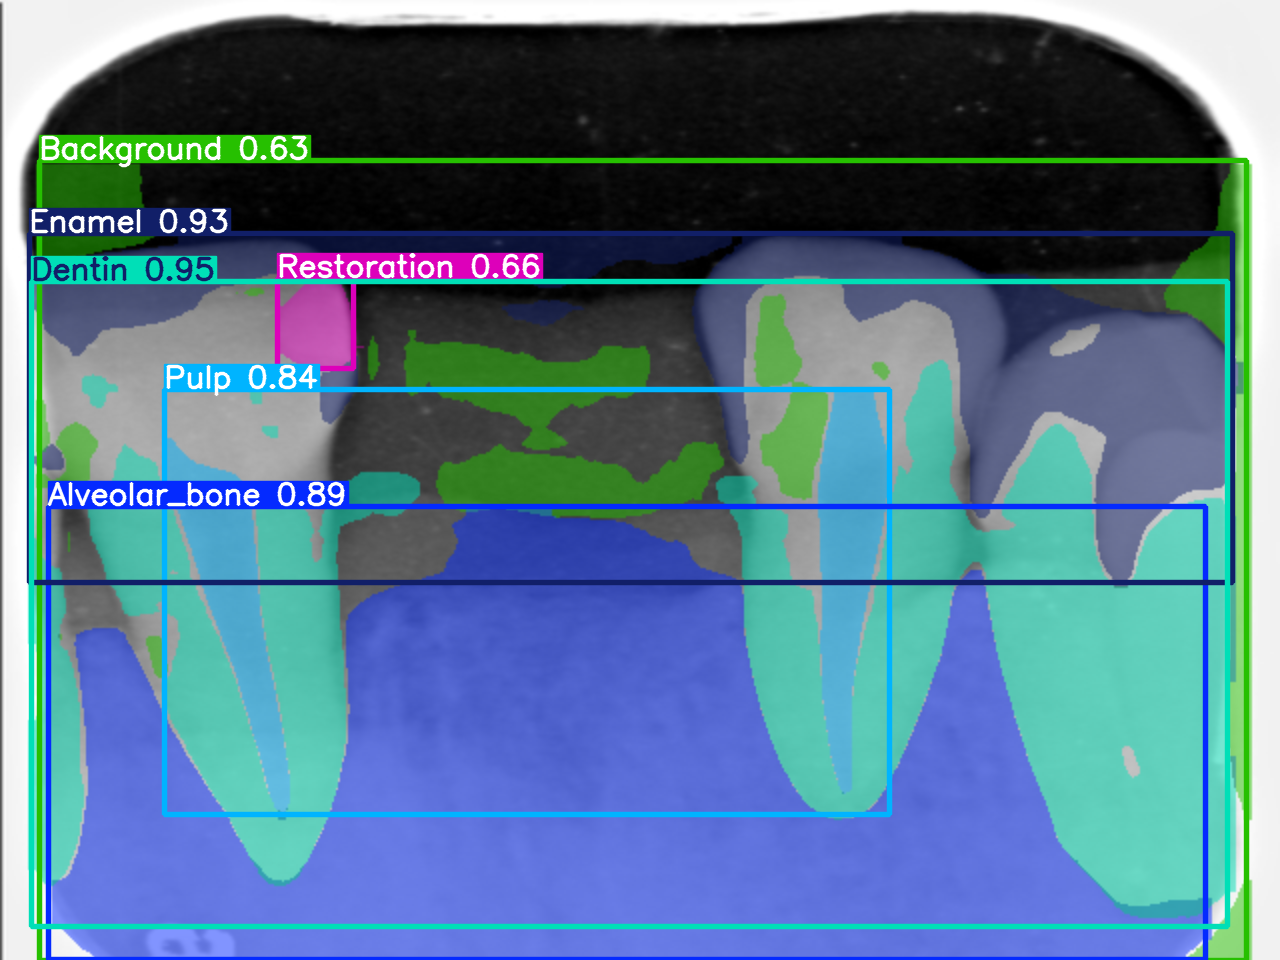 Background 0.63
Enamel 0.93
Dentin 0.95
Restoration 0.66
Pulp 0.84
Alveolar_bone 0.89